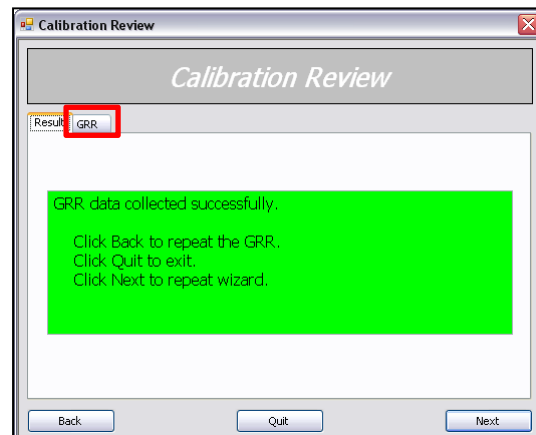 Calibration Review
Calibration Review
Result GRR
GRR data collected successfully.
Click Back to repeat the GRR.
Click Quit to exit.
Click Next to repeat wizard.
Back Quit Next